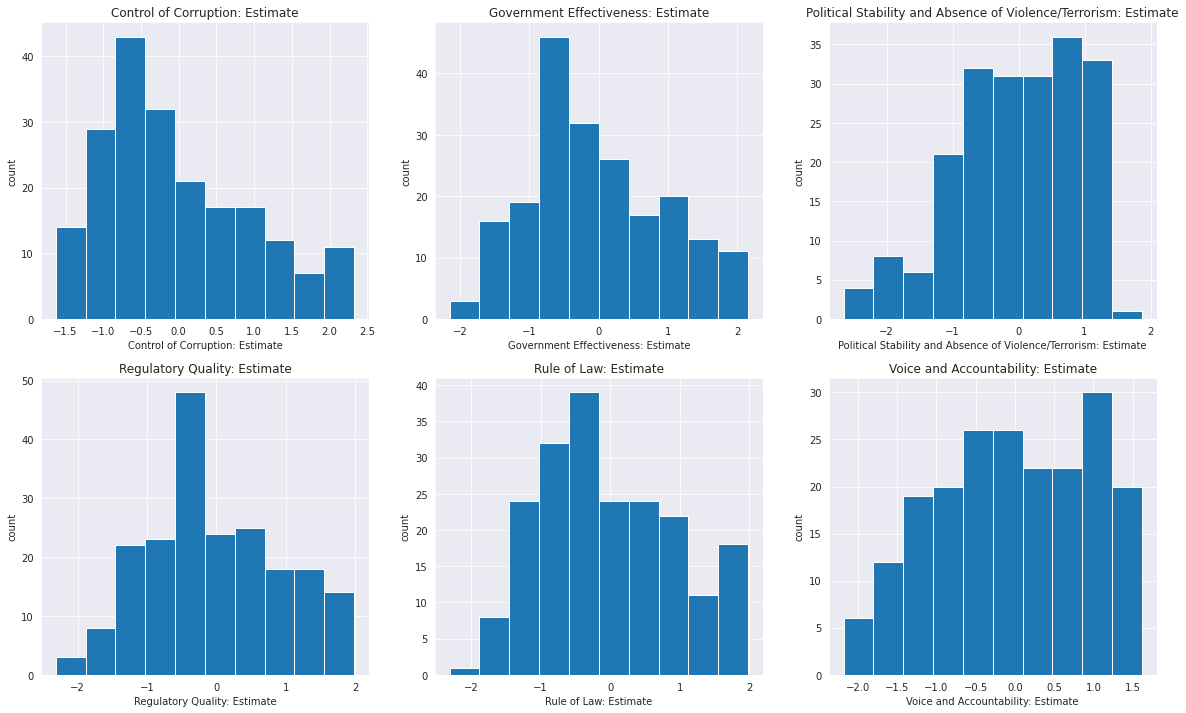 Control of Corruption: Estimate
count
40
30
20
10
0
−1.5 −1.0 −0.5 0.0 0.5 1.0 1.5 2.0 2.5
Control of Corruption: Estimate
Government Effectiveness: Estimate
count
40
30
20
10
0
−2 −1 0 1 2
Government Effectiveness: Estimate
Political Stability and Absence of Violence/Terrorism: Estimate
count
35
30
25
20
15
10
5
0
−2 −1 0 1 2
Political Stability and Absence of Violence/Terrorism: Estimate
Regulatory Quality: Estimate
count
50
40
30
20
10
0
−2 −1 0 1 2
Regulatory Quality: Estimate
Rule of Law: Estimate
count
40
35
30
25
20
15
10
5
0
−2 −1 0 1 2
Rule of Law: Estimate
Voice and Accountability: Estimate
count
30
25
20
15
10
5
0
−2.0 −1.5 −1.0 −0.5 0.0 0.5 1.0 1.5
Voice and Accountability: Estimate